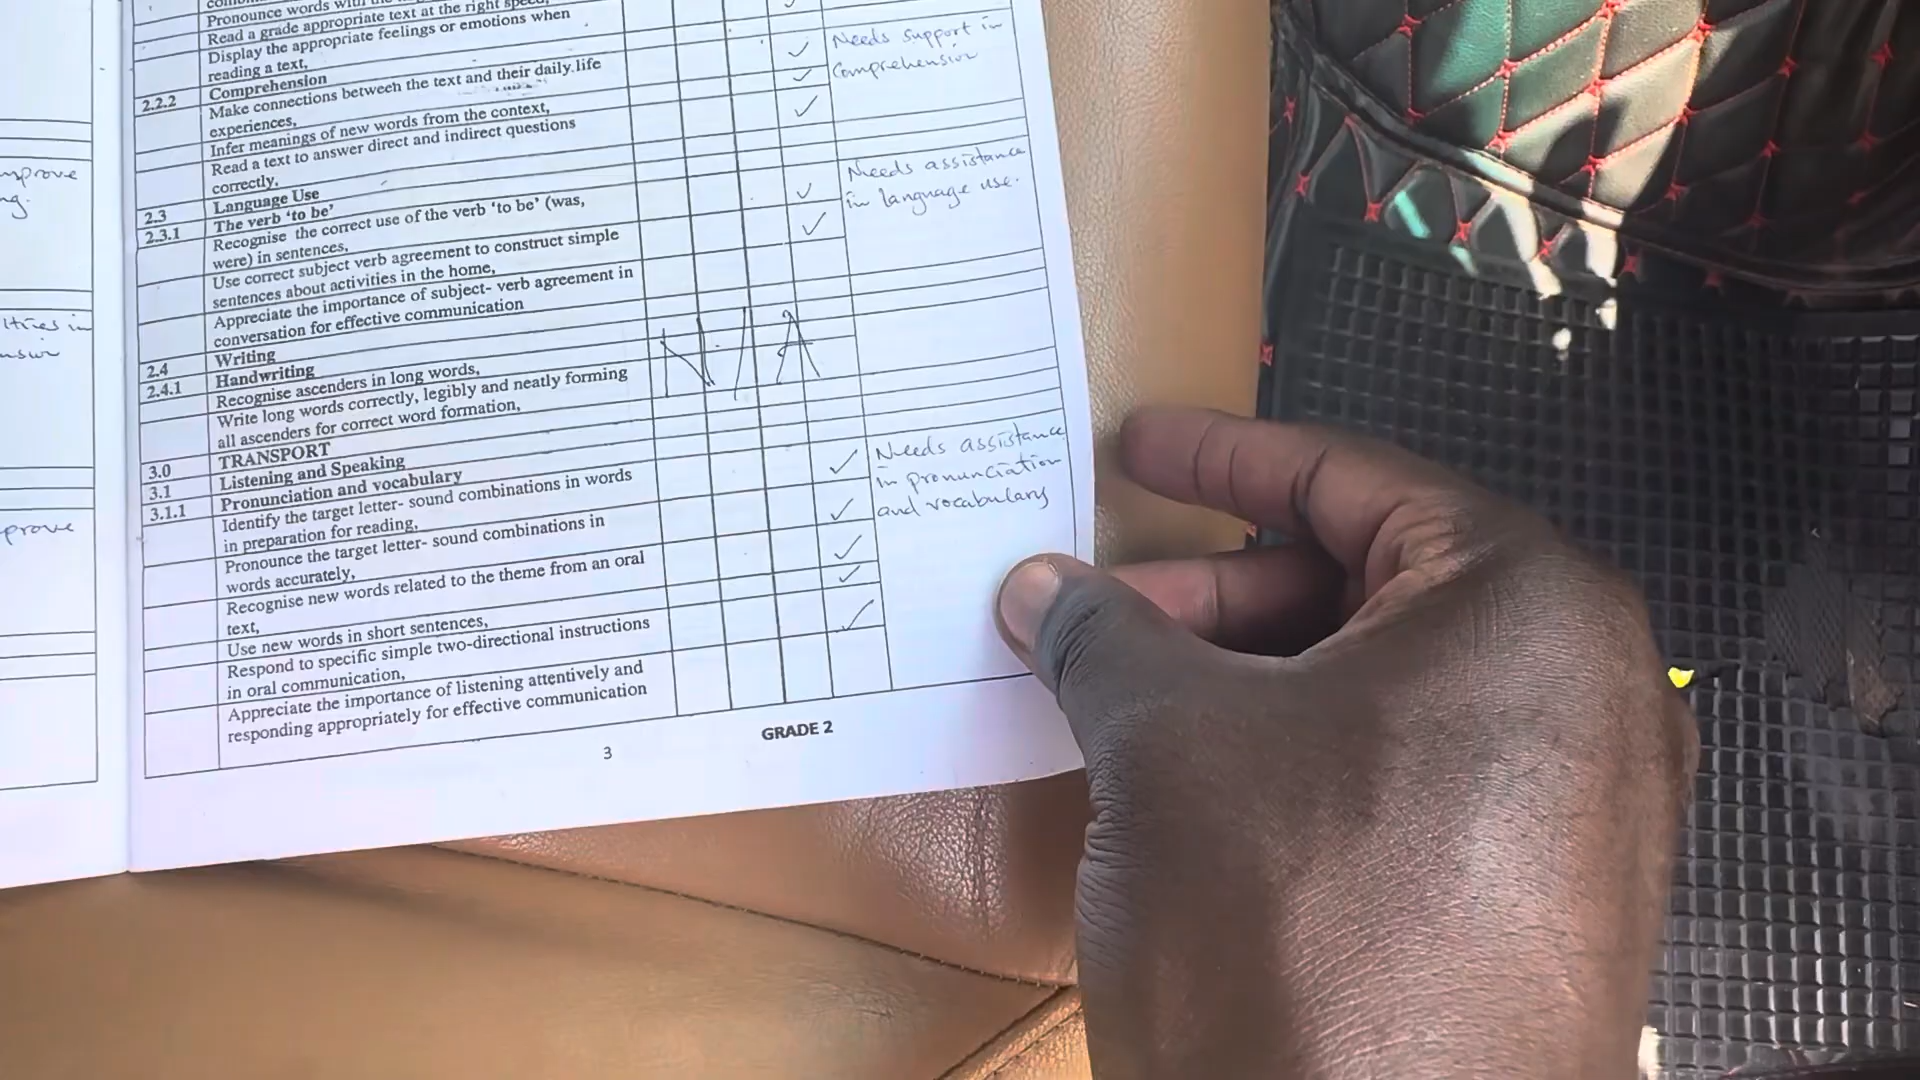 mprove
ng.
lties in
prove
Pronounce words with the
Read a grade appropriate text at the right speed,
Display the appropriate feelings or emotions when
reading a text,
2.2.2 Comprehension
Make connections between the text and their daily life
experiences,
Infer meanings of new words from the context,
Read a text to answer direct and indirect questions
correctly,
Needs support in
Comprehension
2.3 Language Use
2.3.1 The verb ‘to be’
Recognise the correct use of the verb ‘to be’ (was,
were) in sentences,
Use correct subject verb agreement to construct simple
sentences about activities in the home,
Appreciate the importance of subject- verb agreement in
conversation for effective communication
Needs assistance
in language use.
2.4 Writing
2.4.1 Handwriting
Recognise ascenders in long words,
Write long words correctly, legibly and neatly forming
all ascenders for correct word formation,
N/A
3.0 TRANSPORT
3.1 Listening and Speaking
3.1.1 Pronunciation and vocabulary
Identify the target letter- sound combinations in words
in preparation for reading,
Pronounce the target letter- sound combinations in
words accurately,
Recognise new words related to the theme from an oral
text,
Use new words in short sentences,
Respond to specific simple two-directional instructions
in oral communication,
Appreciate the importance of listening attentively and
responding appropriately for effective communication
Needs assistance
in pronunciation
and vocabulary
3
GRADE 2